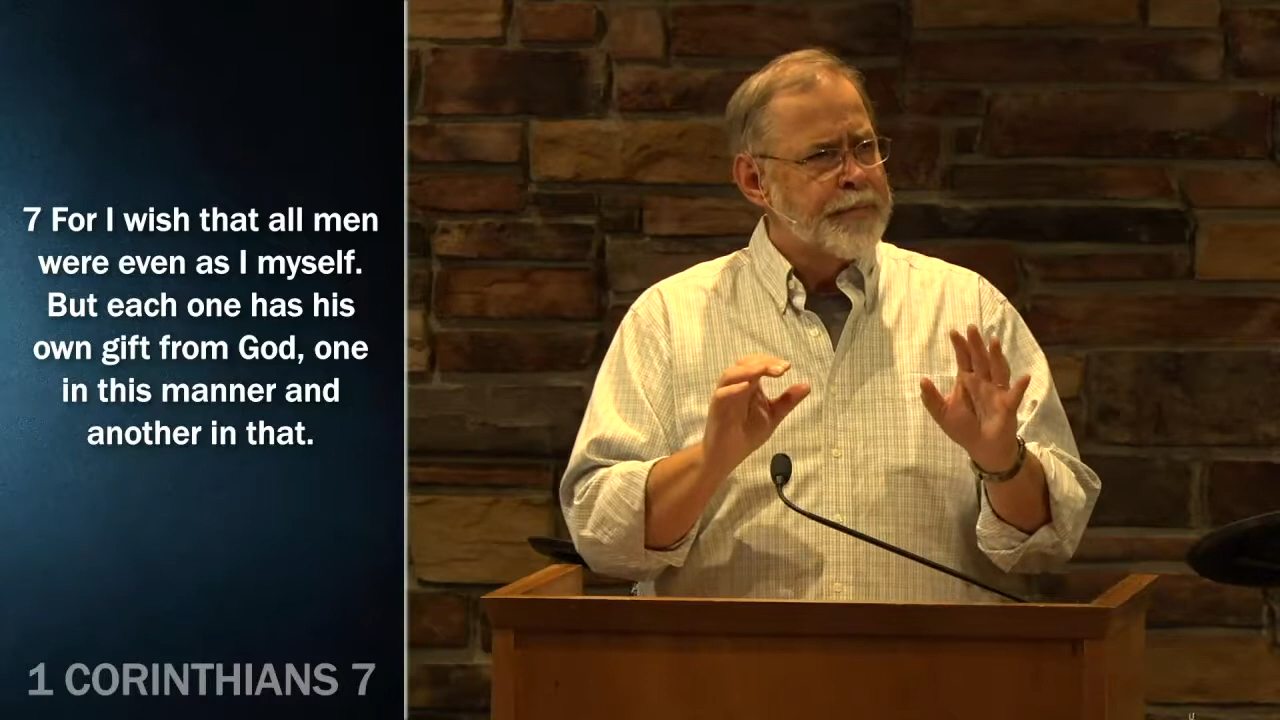 7 For I wish that all men
were even as I myself.
But each one has his
own gift from God, one
in this manner and
another in that.
1 CORINTHIANS 7